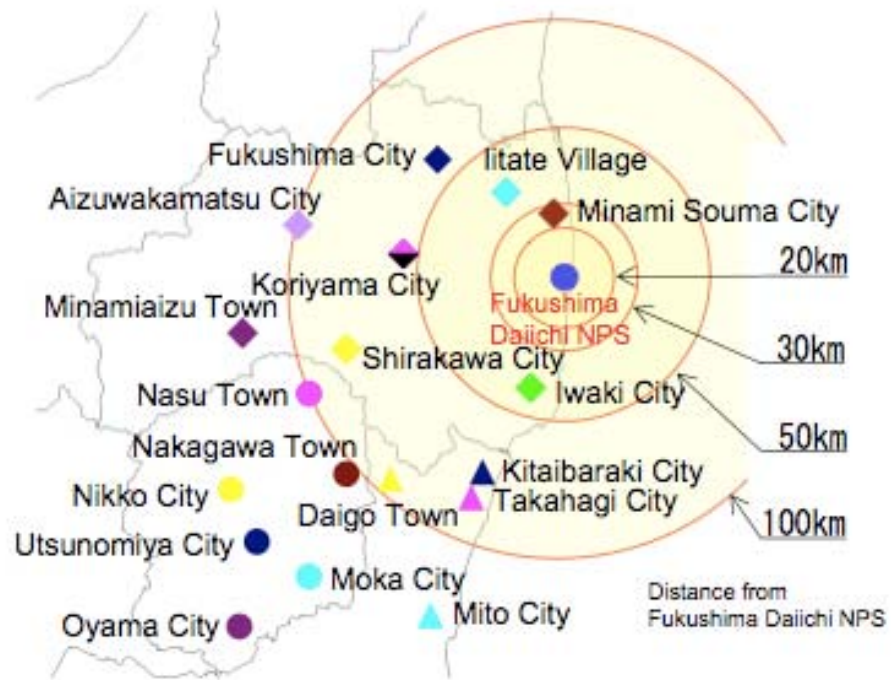 Fukushima City
Iitate Village
Aizuwakamatsu City
Minami Souma City
20km
Koriyama City
Fukushima
Daiichi NPS
Minamiaizu Town
30km
Shirakawa City
Nasu Town
Iwaki City
Nakagawa Town
50km
Kitaibaraki City
Nikko City
Takahagi City
Daigo Town
100km
Utsunomiya City
Moka City
Mito City
Oyama City
Distance from
Fukushima Daiichi NPS